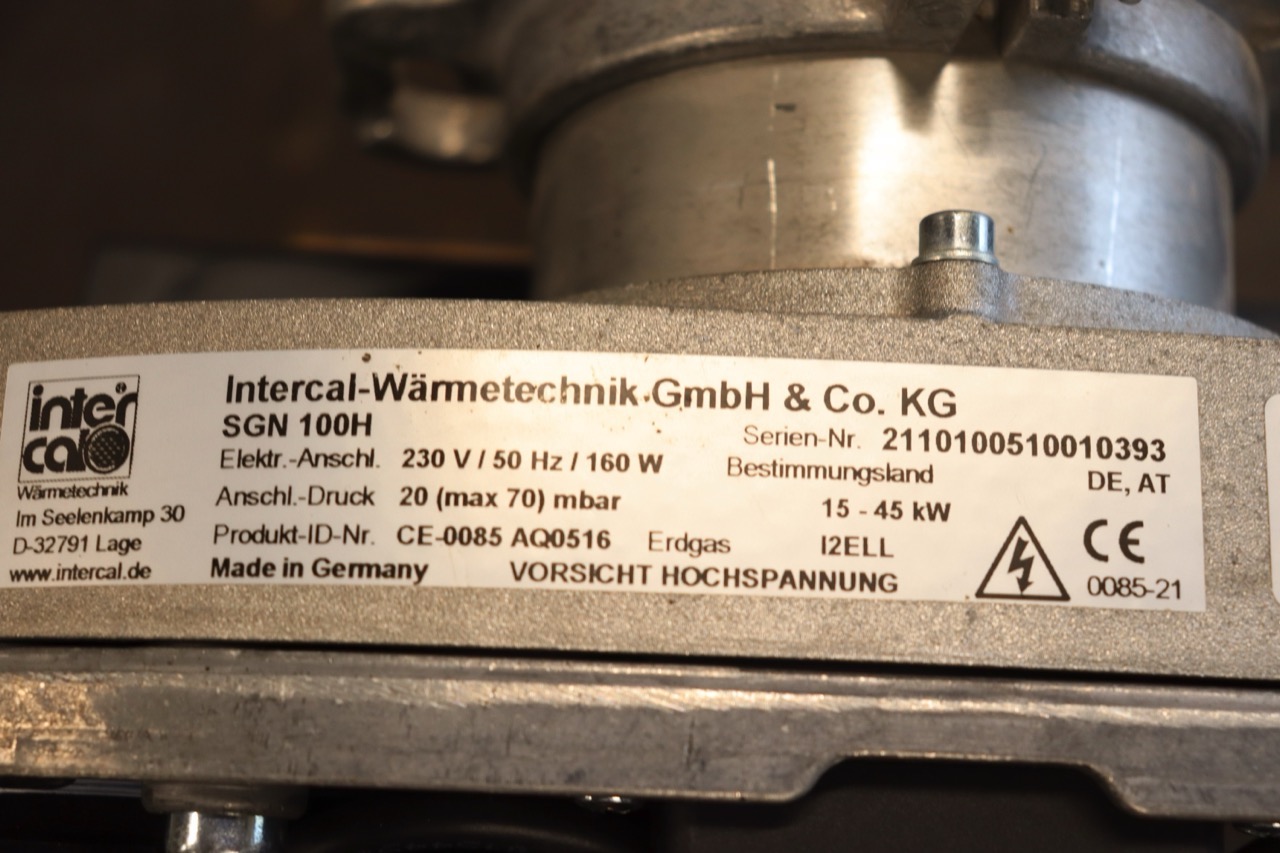 inter
cal
®
Wärmetechnik
Im Seelenkamp 30
D-32791 Lage
www.intercal.de
Intercal-Wärmetechnik GmbH & Co. KG
SGN 100H
Serien-Nr. 2110100510010393
Elektr.-Anschl. 230 V / 50 Hz / 160 W
Bestimmungsland DE, AT
Anschl.-Druck 20 (max 70) mbar
15 - 45 kW
Produkt-ID-Nr. CE-0085 AQ0516 Erdgas I2ELL
Made in Germany VORSICHT HOCHSPANNUNG
CE
0085-21